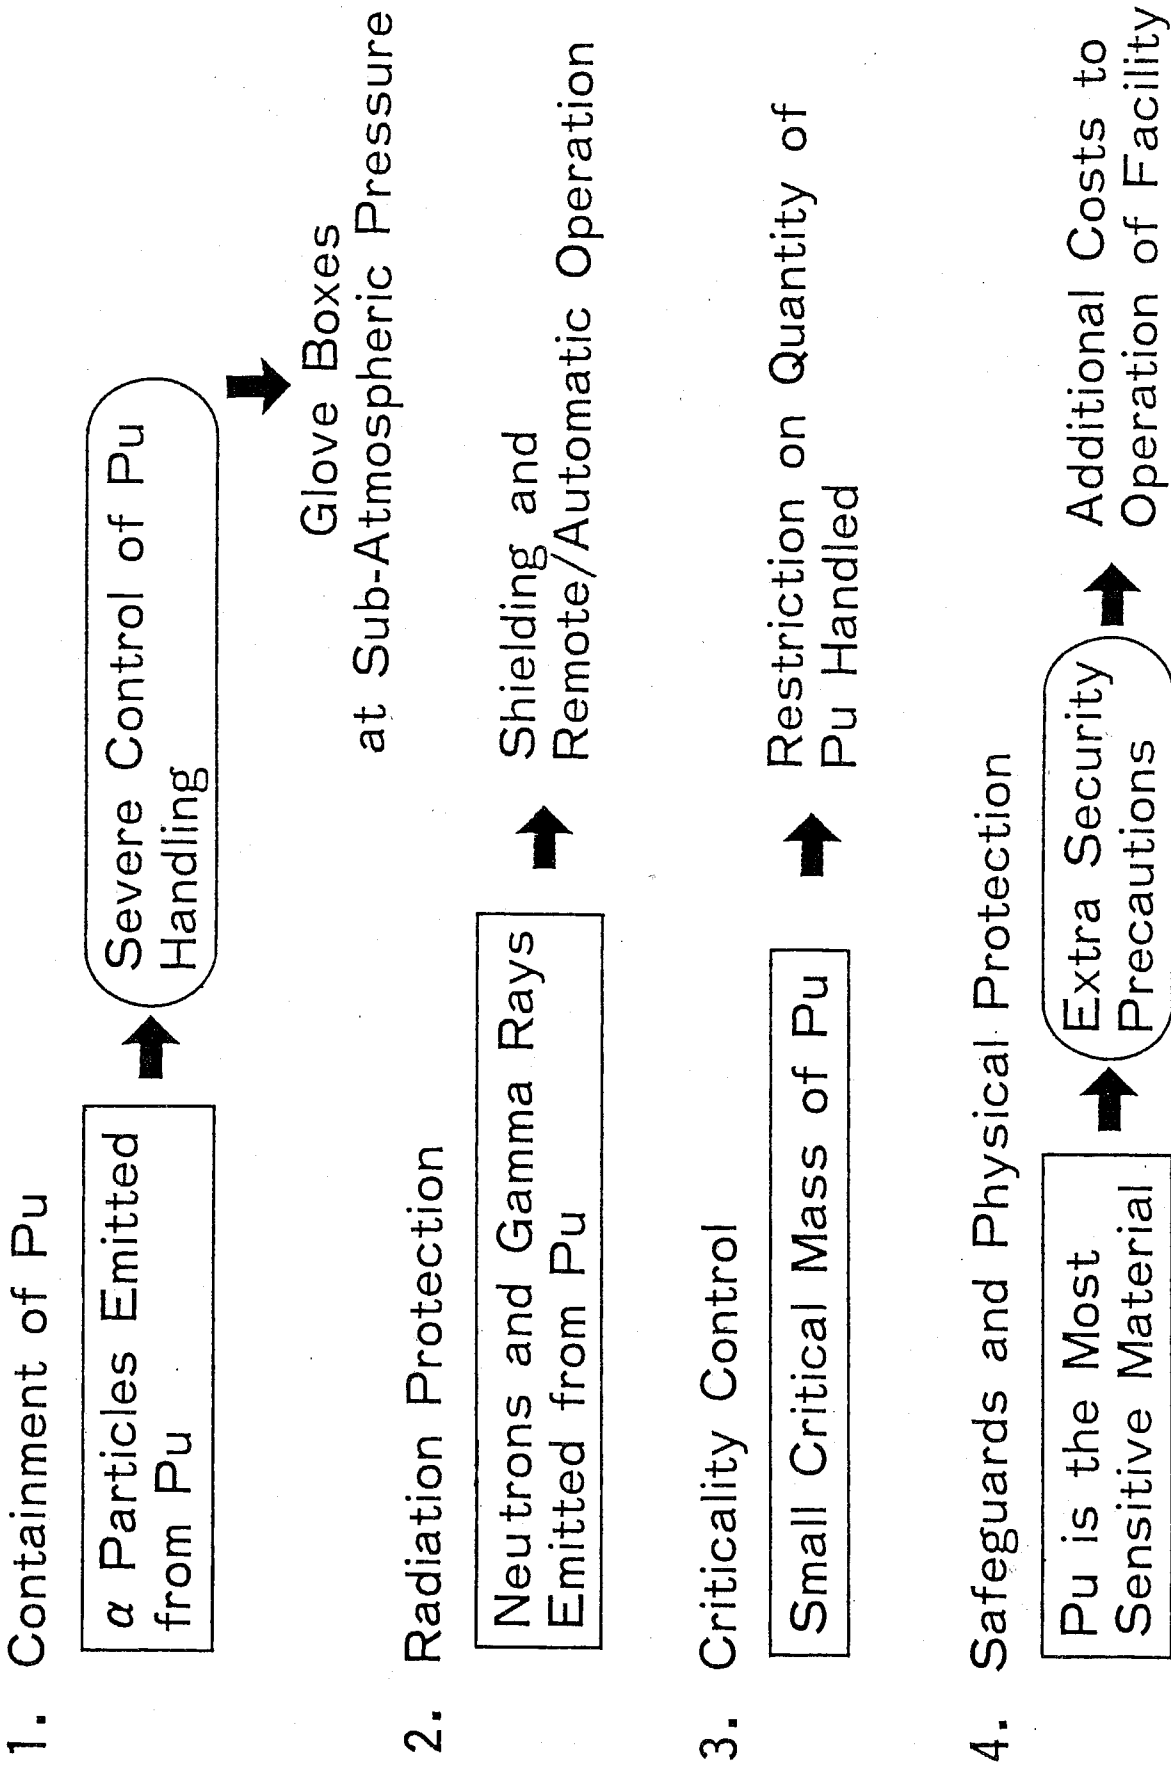 1. Containment of Pu
α Particles Emitted
from Pu
Severe Control of Pu
Handling
Glove Boxes
at Sub-Atmospheric Pressure
2. Radiation Protection
Neutrons and Gamma Rays
Emitted from Pu
Shielding and
Remote/Automatic Operation
3. Criticality Control
Small Critical Mass of Pu
Restriction on Quantity of
Pu Handled
4. Safeguards and Physical Protection
Pu is the Most
Sensitive Material
Extra Security
Precautions
Additional Costs to
Operation of Facility